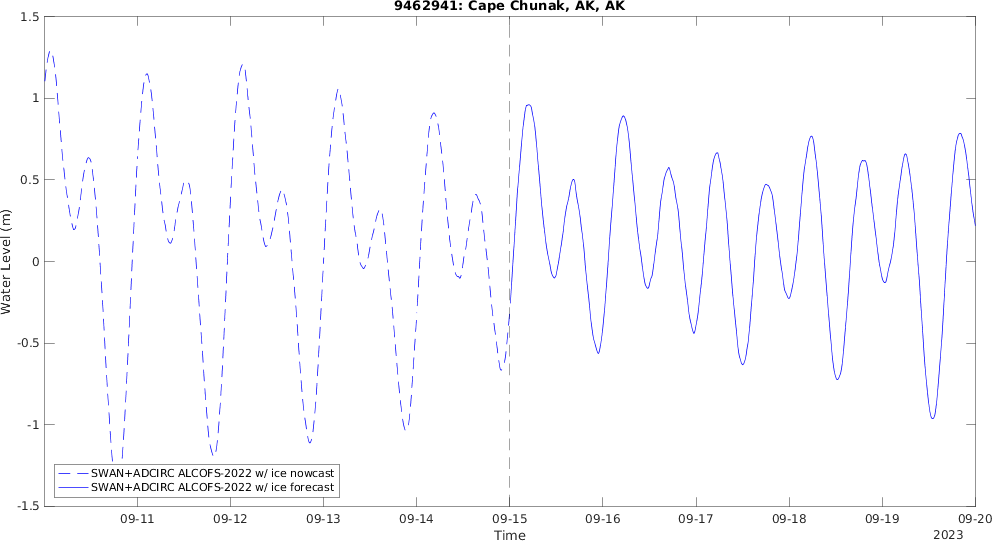 9462941: Cape Chunak, AK, AK
1.5
1
0.5
0
-0.5
-1
-1.5
Water Level (m)
SWAN+ADCIRC ALCOFS-2022 w/ ice nowcast
SWAN+ADCIRC ALCOFS-2022 w/ ice forecast
09-11 09-12 09-13 09-14 09-15 09-16 09-17 09-18 09-19 09-20
Time
2023